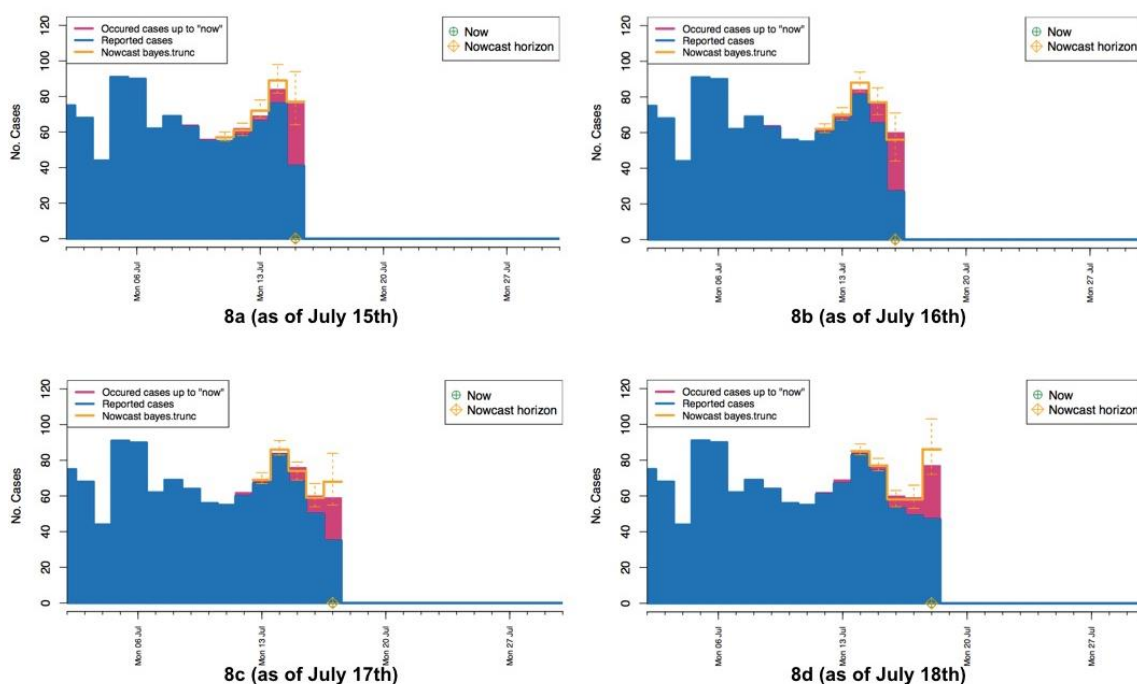 120
100
80
60
40
20
0
No. Cases
Occured cases up to "now"
Reported cases
Nowcast bayes.trunc
Now
Nowcast horizon
Mon 06 Jul
Mon 13 Jul
Mon 20 Jul
Mon 27 Jul
8a (as of July 15th)
120
100
80
60
40
20
0
No. Cases
Occured cases up to "now"
Reported cases
Nowcast bayes.trunc
Now
Nowcast horizon
Mon 06 Jul
Mon 13 Jul
Mon 20 Jul
Mon 27 Jul
8b (as of July 16th)
120
100
80
60
40
20
0
No. Cases
Occured cases up to "now"
Reported cases
Nowcast bayes.trunc
Now
Nowcast horizon
Mon 06 Jul
Mon 13 Jul
Mon 20 Jul
Mon 27 Jul
8c (as of July 17th)
120
100
80
60
40
20
0
No. Cases
Occured cases up to "now"
Reported cases
Nowcast bayes.trunc
Now
Nowcast horizon
Mon 06 Jul
Mon 13 Jul
Mon 20 Jul
Mon 27 Jul
8d (as of July 18th)